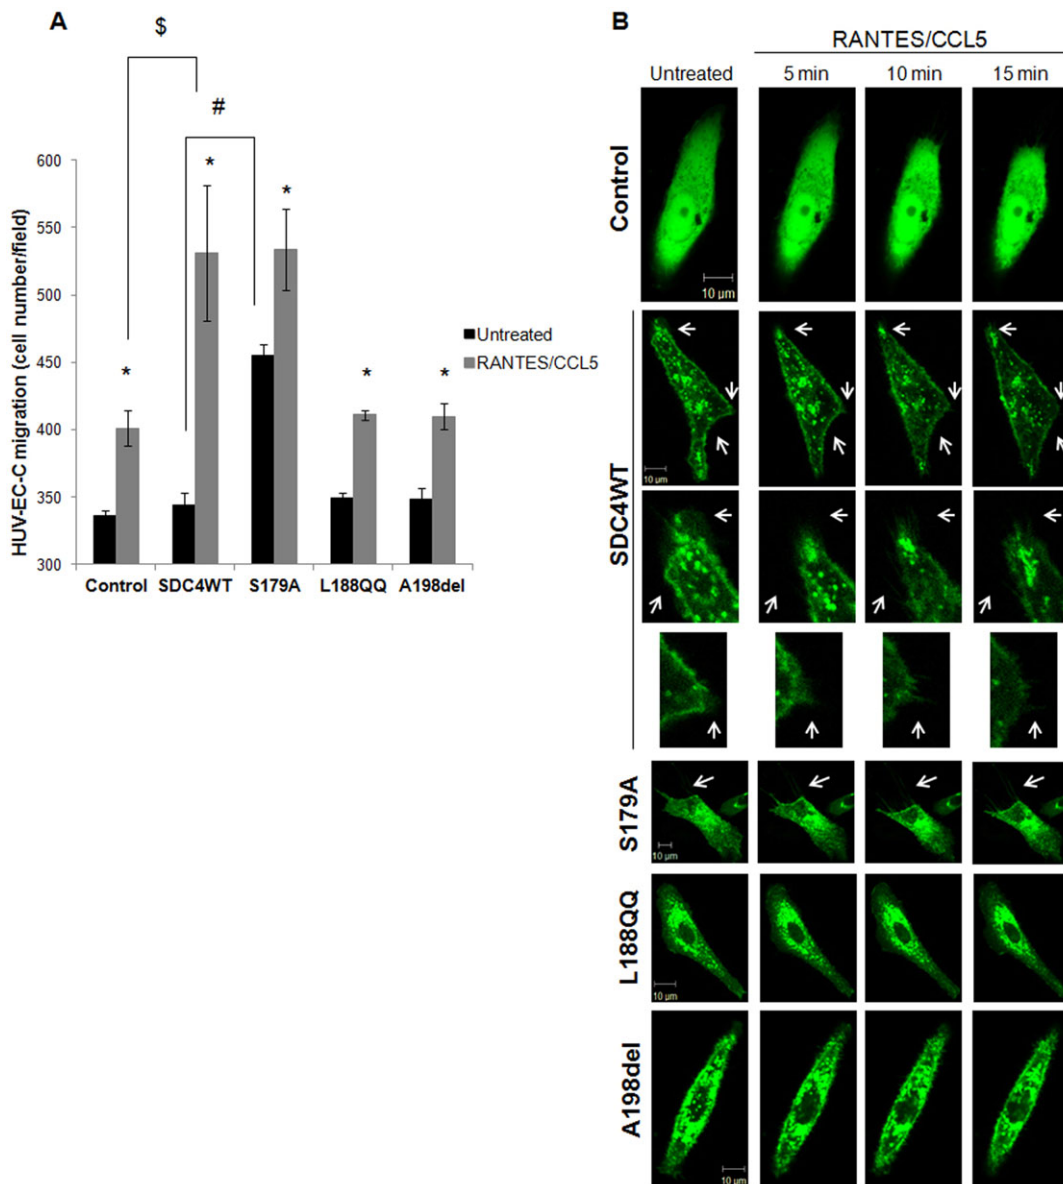 A
$
#
*
*
*
*
*
600
550
500
450
400
350
300
HUV-EC-C migration (cell number/field)
Untreated
RANTES/CCL5
Control SDC4WT S179A L188QQ A198del
B
RANTES/CCL5
Untreated 5 min 10 min 15 min
Control
10 µm
SDC4WT
10 µm
S179A
10 µm
L188QQ
10 µm
A198del
10 µm